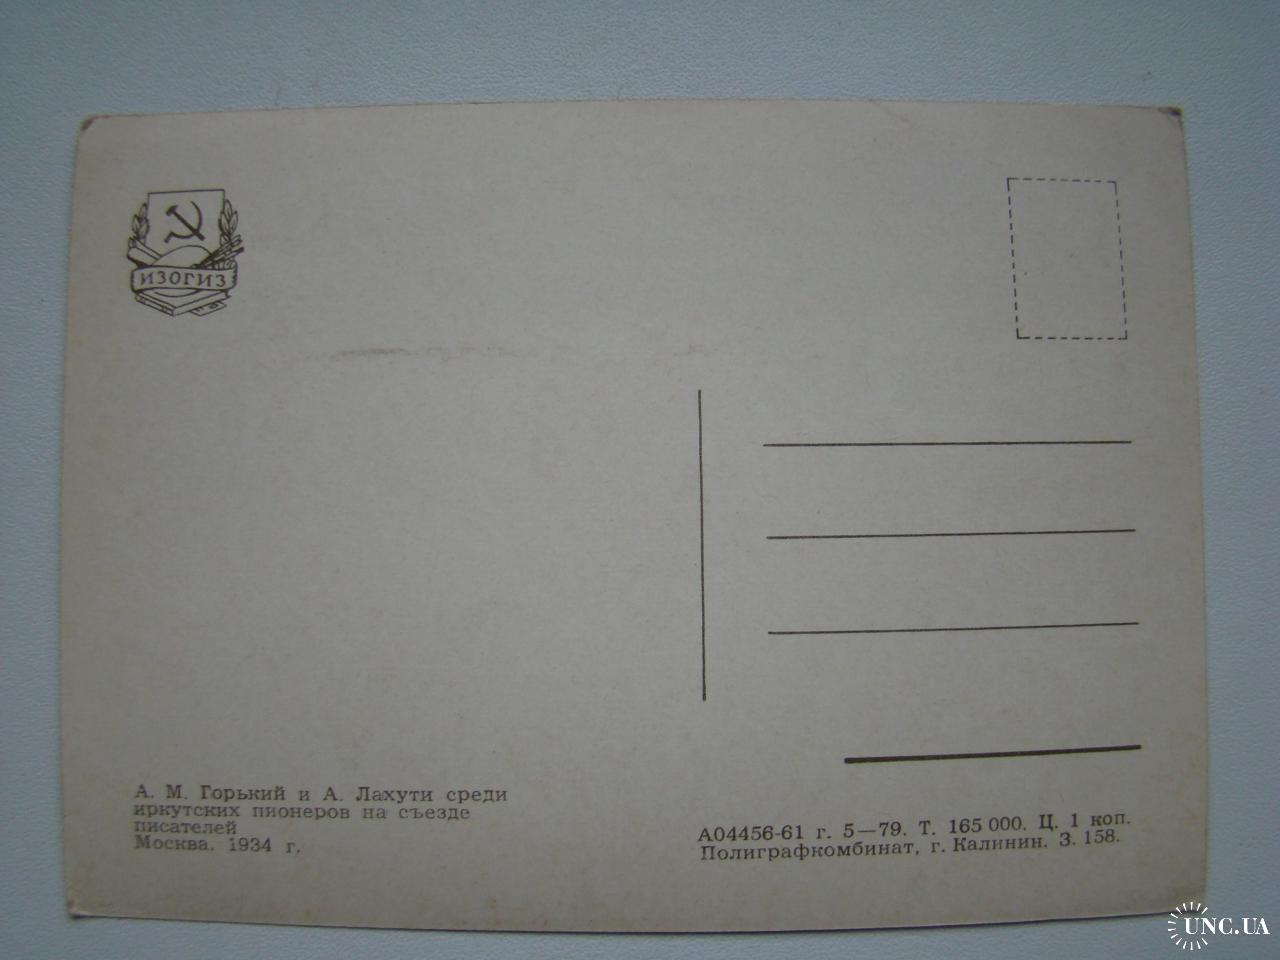 ИЗОГИЗ
А. М. Горький и А. Лахути среди
иркутских пионеров на съезде
писателей
Москва. 1934 г.
А04456-61 г. 5—79. Т. 165 000. Ц. 1 коп.
Полиграфкомбинат, г. Калинин. З. 158.
UNC.UA